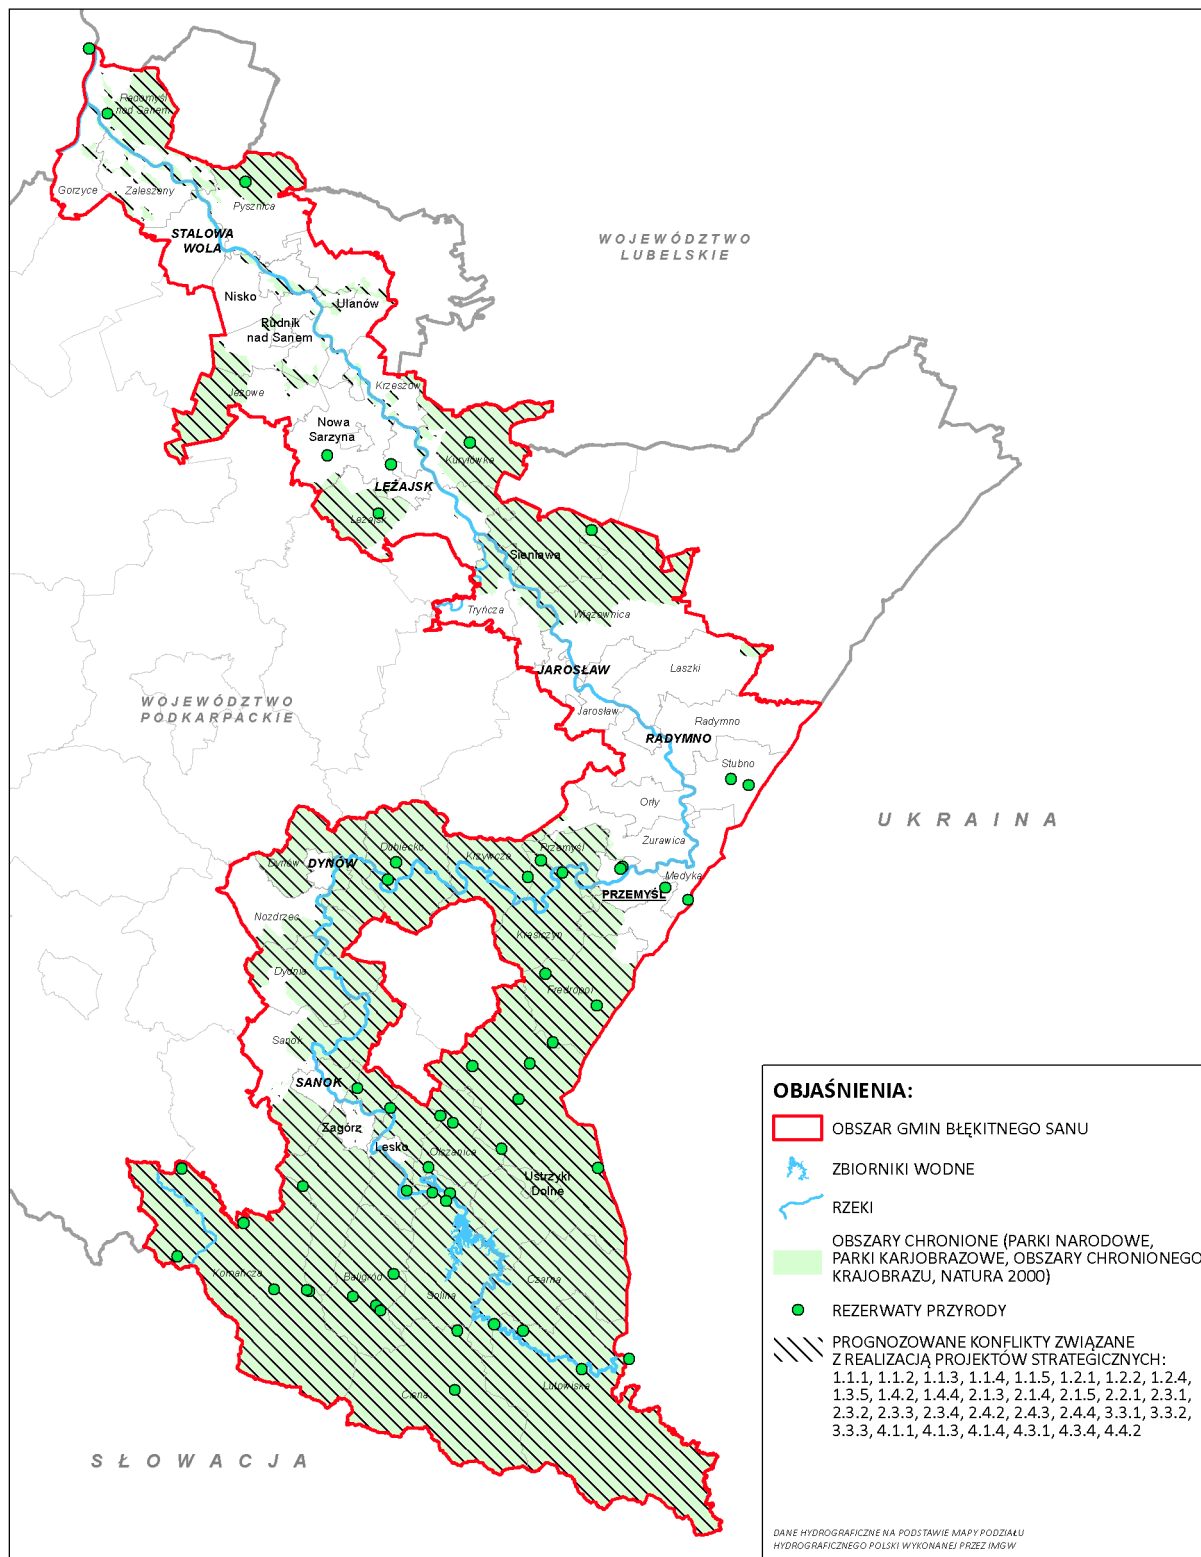 Radomyśl
nad Sanem
Gorzyce
Zaleszany
Pysznica
STALOWA
WOLA
WOJEWÓDZTWO
LUBELSKIE
Nisko
Ulanów
Rudnik
nad Sanem
Jeżowe
Krzeszów
Nowa
Sarzyna
Kuryłówka
LEŻAJSK
Leżajsk
Sieniawa
Tryńcza
Wiązownica
JAROSŁAW
Laszki
WOJEWÓDZTWO
PODKARPACKIE
Jarosław
Radymno
RADYMNO
Stubno
Orły
UKRAINA
Żurawica
Dubiecko
Krzywcza
Przemyśl
Dynów
DYNÓW
Medyka
PRZEMYŚL
Nozdrzec
Krasiczyn
Dydnia
Fredropol
Sanok
SANOK
Zagórz
Lesko
Olszanica
Ustrzyki
Dolne
Komańcza
Baligród
Solina
Czarna
Cisna
Lutowiska
SŁOWACJA
OBJAŚNIENIA:
OBSZAR GMIN BŁĘKITNEGO SANU
ZBIORNIKI WODNE
RZEKI
OBSZARY CHRONIONE (PARKI NARODOWE,
PARKI KARJOBRAZOWE, OBSZARY CHRONIONEGO
KRAJOBRAZU, NATURA 2000)
REZERWATY PRZYRODY
PROGNOZOWANE KONFLIKTY ZWIĄZANE
Z REALIZACJĄ PROJEKTÓW STRATEGICZNYCH:
1.1.1, 1.1.2, 1.1.3, 1.1.4, 1.1.5, 1.2.1, 1.2.2, 1.2.4,
1.3.5, 1.4.2, 1.4.4, 2.1.3, 2.1.4, 2.1.5, 2.2.1, 2.3.1,
2.3.2, 2.3.3, 2.3.4, 2.4.2, 2.4.3, 2.4.4, 3.3.1, 3.3.2,
3.3.3, 4.1.1, 4.1.3, 4.1.4, 4.3.1, 4.3.4, 4.4.2
DANE HYDROGRAFICZNE NA PODSTAWIE MAPY PODZIAŁU
HYDROGRAFICZNEGO POLSKI WYKONANEJ PRZEZ IMGW